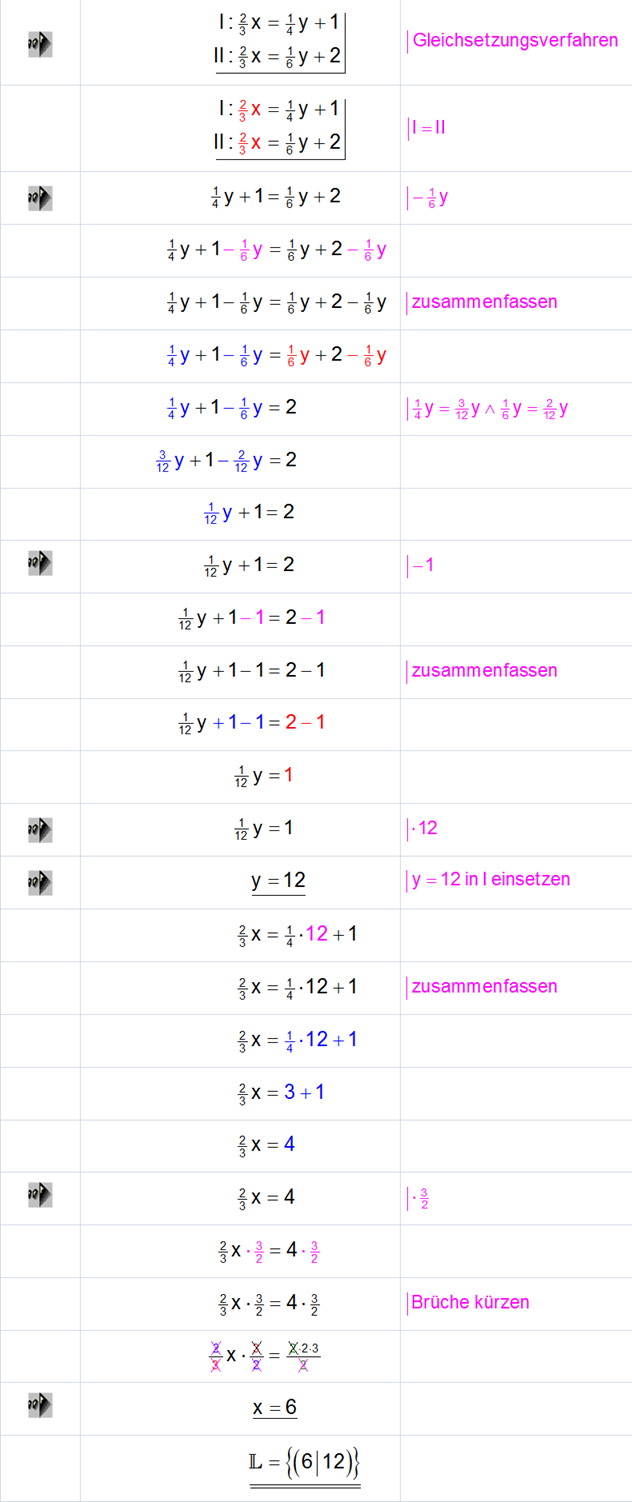 I: 2/3 x = 1/4 y + 1
II: 2/3 x = 1/6 y + 2 | Gleichsetzungsverfahren
I: 2/3 x = 1/4 y + 1
II: 2/3 x = 1/6 y + 2 | I = II
1/4 y + 1 = 1/6 y + 2 | − 1/6 y
1/4 y + 1 − 1/6 y = 1/6 y + 2 − 1/6 y
1/4 y + 1 − 1/6 y = 1/6 y + 2 − 1/6 y | zusammenfassen
1/4 y + 1 − 1/6 y = 1/6 y + 2 − 1/6 y
1/4 y + 1 − 1/6 y = 2 | 1/4 y = 3/12 y ∧ 1/6 y = 2/12 y
3/12 y + 1 − 2/12 y = 2
1/12 y + 1 = 2
1/12 y + 1 = 2 | −1
1/12 y + 1 − 1 = 2 − 1
1/12 y + 1 − 1 = 2 − 1 | zusammenfassen
1/12 y + 1 − 1 = 2 − 1
1/12 y = 1
1/12 y = 1 | · 12
y = 12 | y = 12 in I einsetzen
2/3 x = 1/4 · 12 + 1
2/3 x = 1/4 · 12 + 1 | zusammenfassen
2/3 x = 1/4 · 12 + 1
2/3 x = 3 + 1
2/3 x = 4
2/3 x = 4 | · 3/2
2/3 x · 3/2 = 4 · 3/2
2/3 x · 3/2 = 4 · 3/2 | Brüche kürzen
2/3 x · 3/2 = 2·2·3/2
x = 6
𝕃 = {(6|12)}